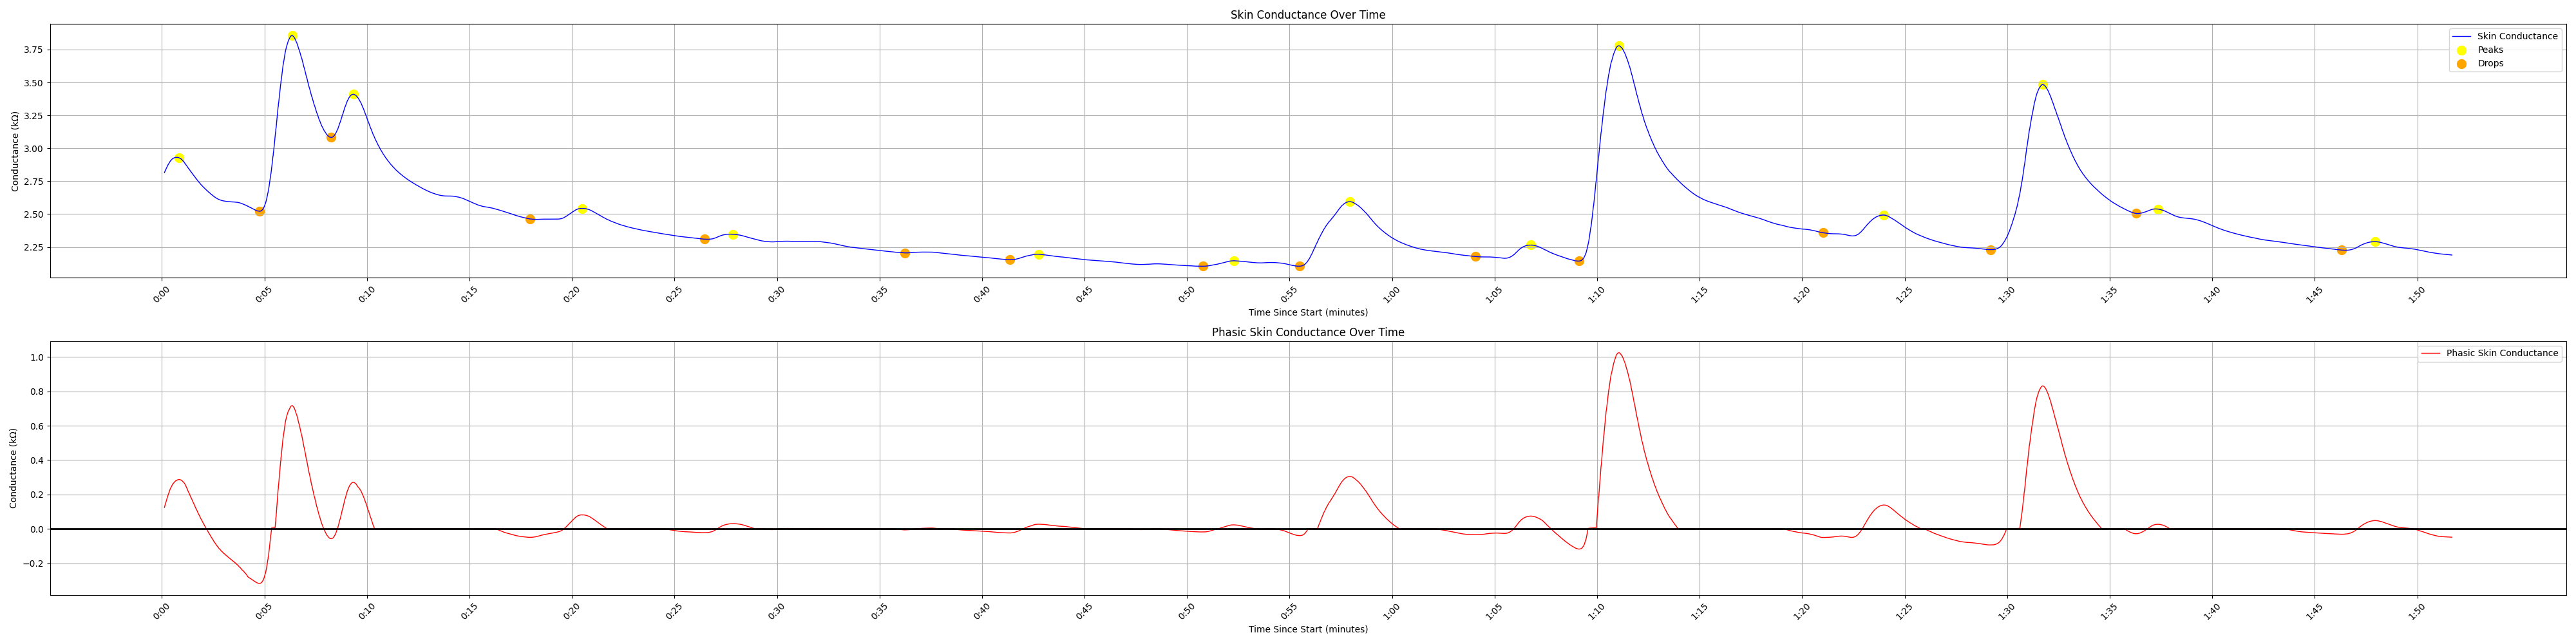 Skin Conductance Over Time
Conductance (kΩ)
3.75
3.50
3.25
3.00
2.75
2.50
2.25
Skin Conductance
Peaks
Drops
0:00 0:05 0:10 0:15 0:20 0:25 0:30 0:35 0:40 0:45 0:50 0:55 1:00 1:05 1:10 1:15 1:20 1:25 1:30 1:35 1:40 1:45 1:50
Time Since Start (minutes)
Phasic Skin Conductance Over Time
Conductance (kΩ)
1.0
0.8
0.6
0.4
0.2
0.0
−0.2
Phasic Skin Conductance
0:00 0:05 0:10 0:15 0:20 0:25 0:30 0:35 0:40 0:45 0:50 0:55 1:00 1:05 1:10 1:15 1:20 1:25 1:30 1:35 1:40 1:45 1:50
Time Since Start (minutes)